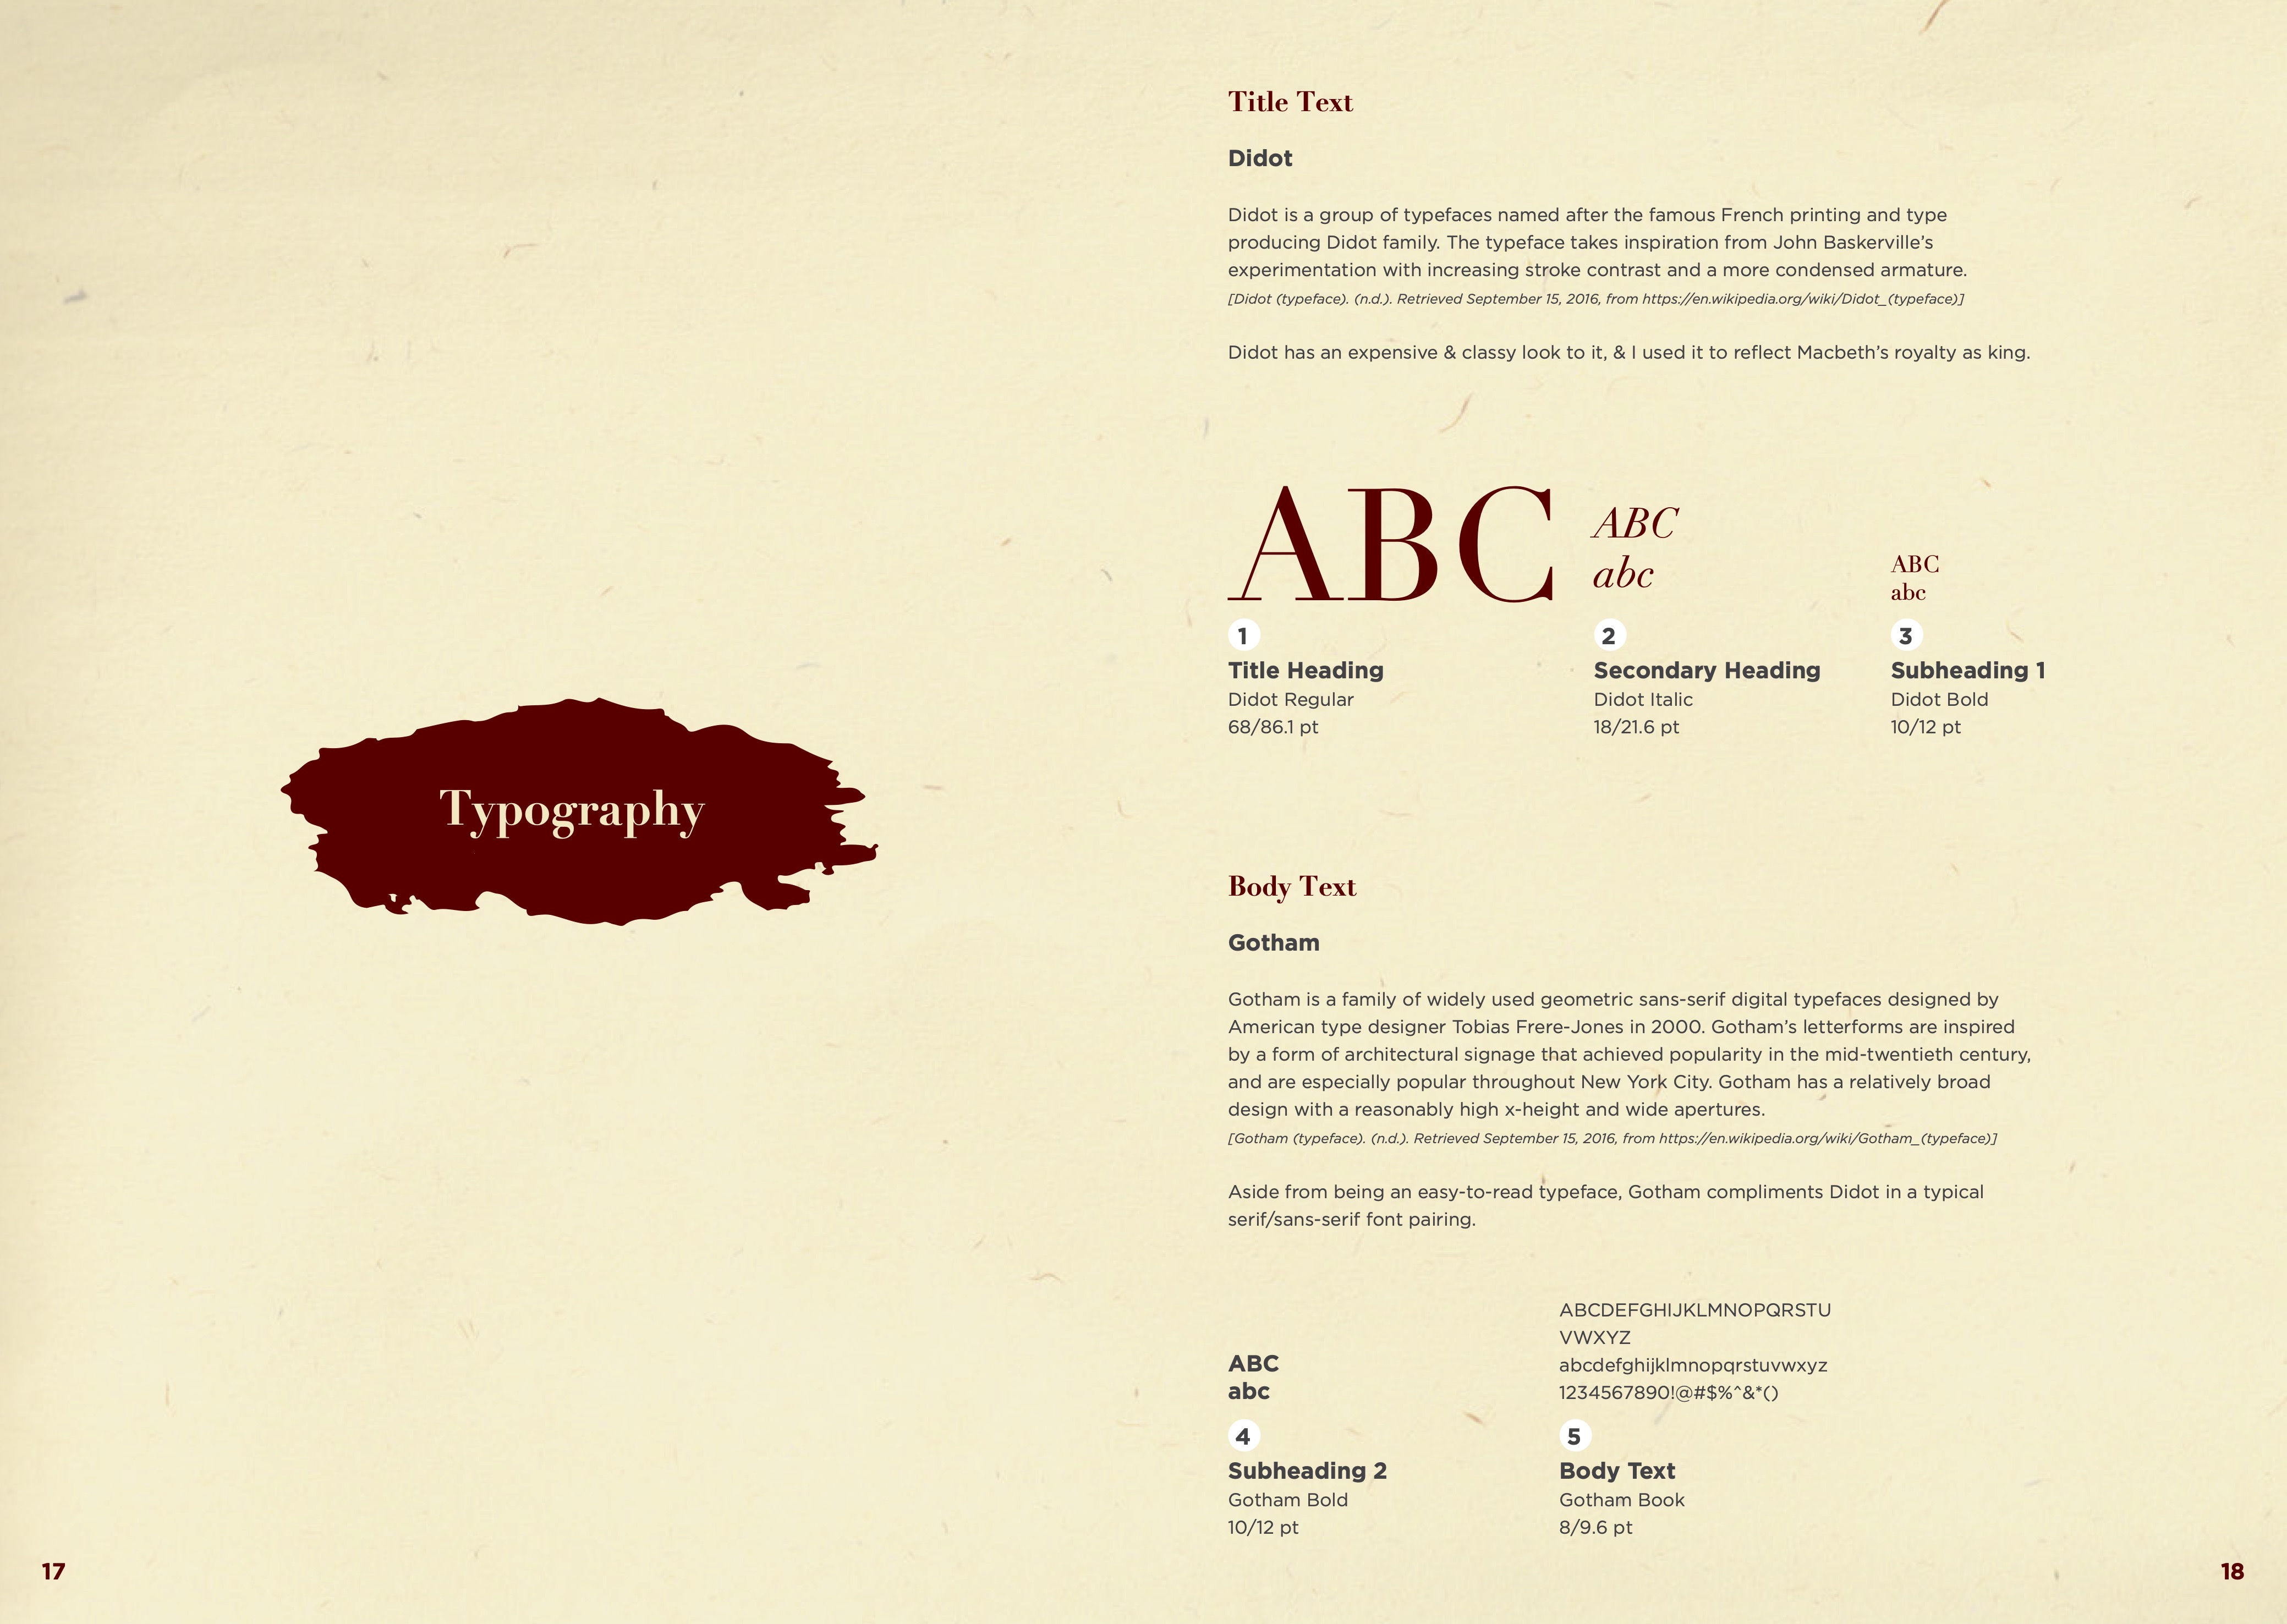 Typography
17
Title Text
Didot
Didot is a group of typefaces named after the famous French printing and type
producing Didot family. The typeface takes inspiration from John Baskerville’s
experimentation with increasing stroke contrast and a more condensed armature.
[Didot (typeface). (n.d.). Retrieved September 15, 2016, from https://en.wikipedia.org/wiki/Didot_(typeface)]
Didot has an expensive & classy look to it, & I used it to reflect Macbeth’s royalty as king.
ABC
1
Title Heading
Didot Regular
68/86.1 pt
ABC
abc
2
Secondary Heading
Didot Italic
18/21.6 pt
ABC
abc
3
Subheading 1
Didot Bold
10/12 pt
Body Text
Gotham
Gotham is a family of widely used geometric sans-serif digital typefaces designed by
American type designer Tobias Frere-Jones in 2000. Gotham’s letterforms are inspired
by a form of architectural signage that achieved popularity in the mid-twentieth century,
and are especially popular throughout New York City. Gotham has a relatively broad
design with a reasonably high x-height and wide apertures.
[Gotham (typeface). (n.d.). Retrieved September 15, 2016, from https://en.wikipedia.org/wiki/Gotham_(typeface)]
Aside from being an easy-to-read typeface, Gotham compliments Didot in a typical
serif/sans-serif font pairing.
ABC
abc
4
Subheading 2
Gotham Bold
10/12 pt
ABCDEFGHIJKLMNOPQRSTU
VWXYZ
abcdefghijklmnopqrstuvwxyz
1234567890!@#$%^&*()
5
Body Text
Gotham Book
8/9.6 pt
18